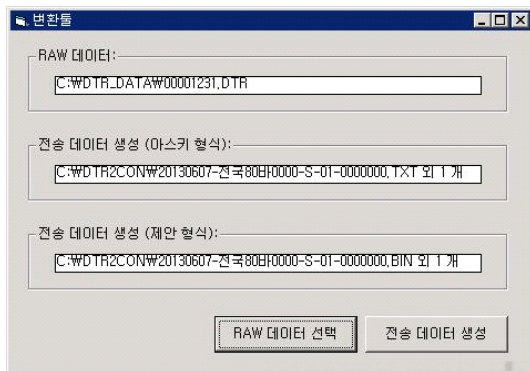 변환툴
RAW 데이터:
C:₩DTR_DATA₩00001231.DTR
전송 데이터 생성 (아스키 형식):
C:₩DTR2CON₩20130607-전국80바0000-S-01-0000000.TXT 외 1 개
전송 데이터 생성 (제안 형식):
C:₩DTR2CON₩20130607-전국80바0000-S-01-0000000.BIN 외 1 개
RAW 데이터 선택
전송 데이터 생성